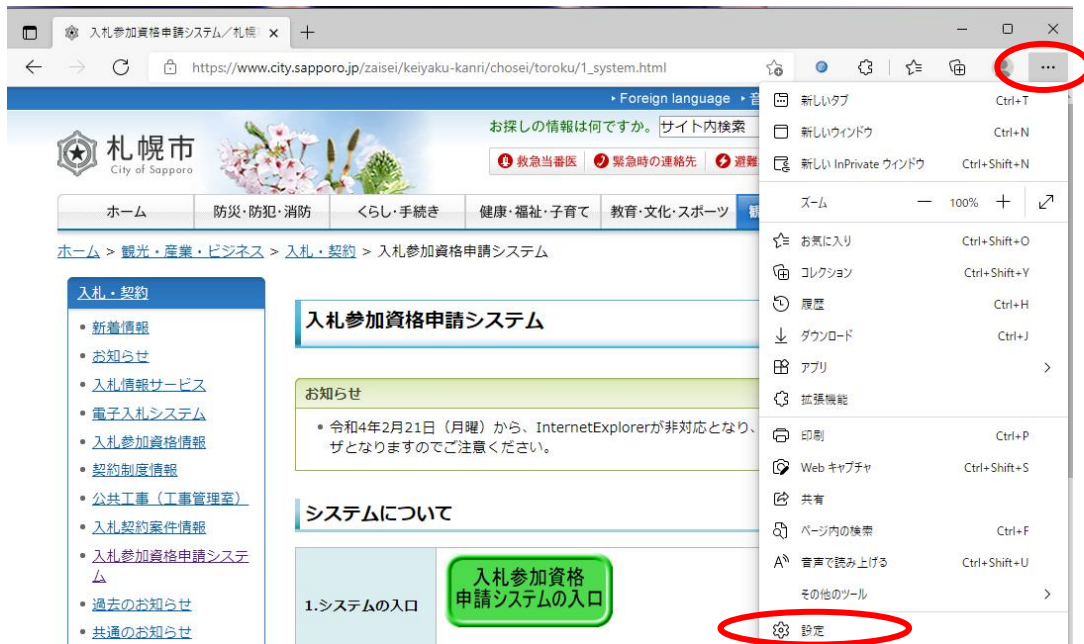 入札参加資格申請システム／札幌
https://www.city.sapporo.jp/zaisei/keiyaku-kanri/chosei/toroku/1_system.html
Foreign language
音
札幌市
City of Sapporo
お探しの情報は何ですか。 サイト内検索
救急当番医 緊急時の連絡先 避難
ホーム 防災・防犯・消防 くらし・手続き 健康・福祉・子育て 教育・文化・スポーツ
ホーム > 観光・産業・ビジネス > 入札・契約 > 入札参加資格申請システム
入札・契約
• 新着情報
• お知らせ
• 入札情報サービス
• 電子入札システム
• 入札参加資格情報
• 契約制度情報
• 公共工事（工事管理室）
• 入札契約案件情報
• 入札参加資格申請システ
ム
• 過去のお知らせ
• 共通のお知らせ
入札参加資格申請システム
お知らせ
• 令和4年2月21日（月曜）から、InternetExplorerが非対応となり、
ザとなりますのでご注意ください。
システムについて
1.システムの入口
入札参加資格
申請システムの入口
新しいタブ Ctrl+T
新しいウィンドウ Ctrl+N
新しい InPrivate ウィンドウ Ctrl+Shift+N
ズーム — 100% +
お気に入り Ctrl+Shift+O
コレクション Ctrl+Shift+Y
履歴 Ctrl+H
ダウンロード Ctrl+J
アプリ
拡張機能
印刷 Ctrl+P
Web キャプチャ Ctrl+Shift+S
共有
ページ内の検索 Ctrl+F
音声で読み上げる Ctrl+Shift+U
その他のツール
設定